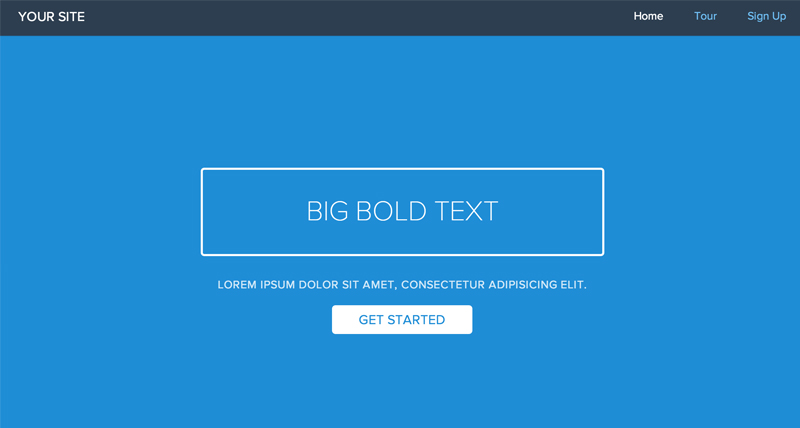 YOUR SITE
Home Tour Sign Up
BIG BOLD TEXT
LOREM IPSUM DOLOR SIT AMET, CONSECTETUR ADIPISICING ELIT.
GET STARTED